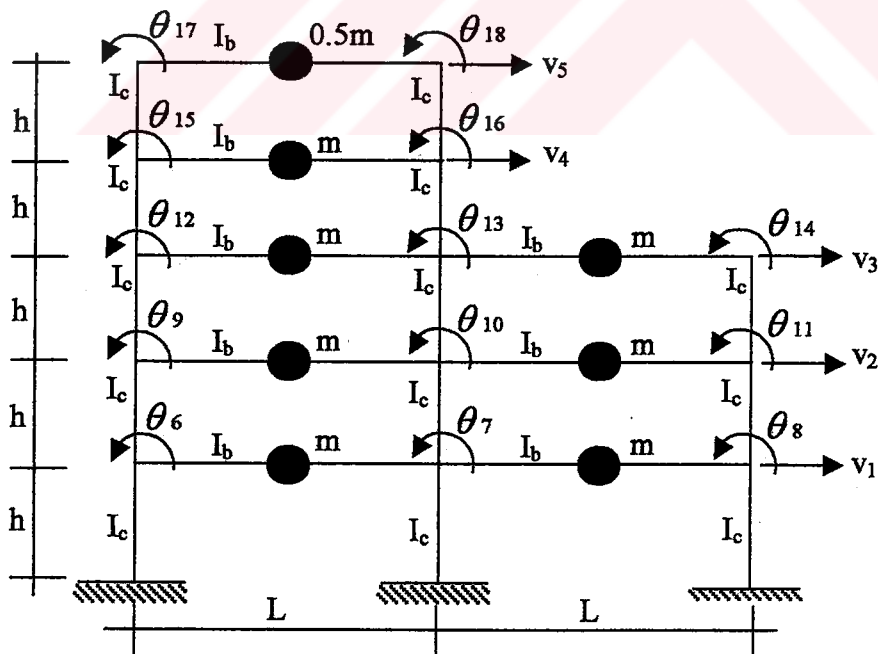 θ17 Ib 0.5m θ18 v5
Ic Ic
h
θ15 Ib m θ16 v4
Ic Ic
h
θ12 Ib m θ13 Ib m θ14 v3
Ic Ic Ic
h
θ9 Ib m θ10 Ib m θ11 v2
Ic Ic Ic
h
θ6 Ib m θ7 Ib m θ8 v1
h Ic Ic Ic
L L